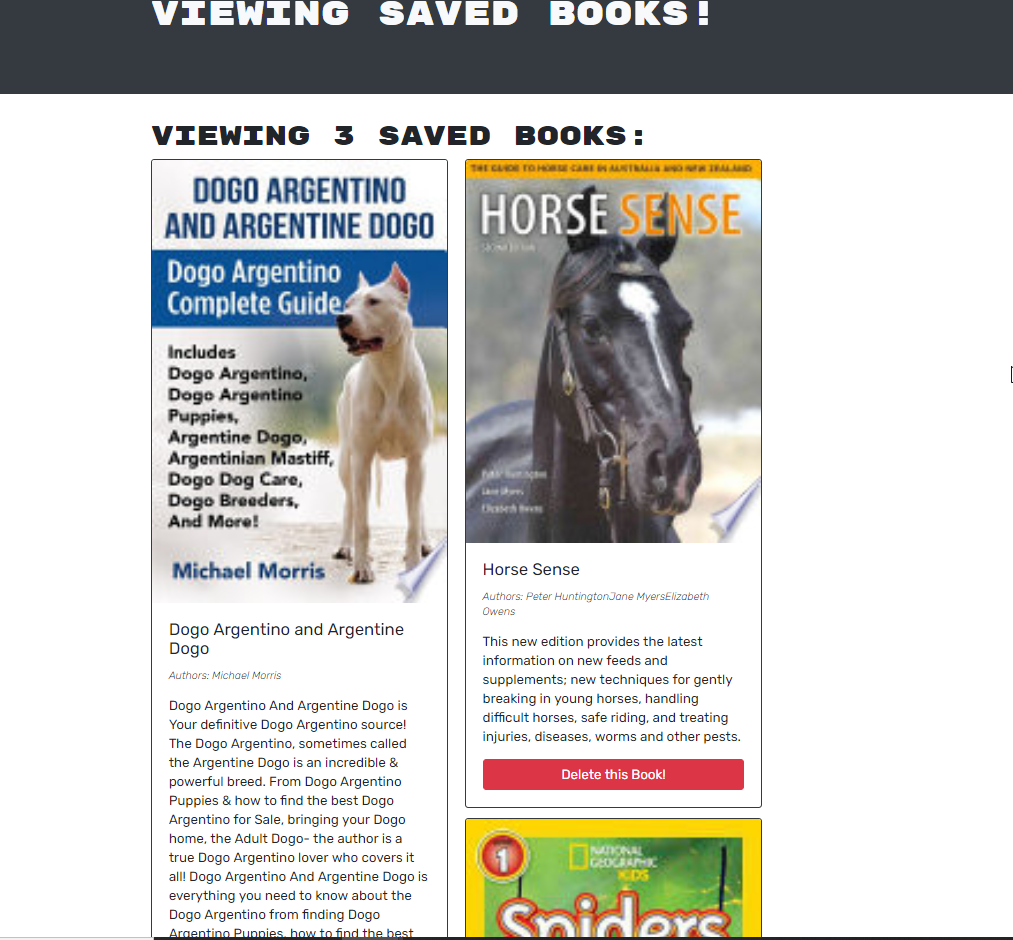 VIEWING SAVED BOOKS!
VIEWING 3 SAVED BOOKS:
DOGO ARGENTINO
AND ARGENTINE DOGO
Dogo Argentino
Complete Guide
Includes
Dogo Argentino,
Dogo Argentino
Puppies,
Argentine Dogo,
Argentinian Mastiff,
Dogo Dog Care,
Dogo Breeders,
And More!
Michael Morris
Dogo Argentino and Argentine
Dogo
Authors: Michael Morris
Dogo Argentino And Argentine Dogo is
Your definitive Dogo Argentino source!
The Dogo Argentino, sometimes called
the Argentine Dogo is an incredible &
powerful breed. From Dogo Argentino
Puppies & how to find the best Dogo
Argentino for Sale, bringing your Dogo
home, the Adult Dogo- the author is a
true Dogo Argentino lover who covers it
all! Dogo Argentino And Argentine Dogo is
everything you need to know about the
Dogo Argentino from finding Dogo
Argentino Puppies, how to find the best
THE GUIDE TO HORSE CARE IN AUSTRALIA AND NEW ZEALAND
HORSE SENSE
SECOND EDITION
Peter Huntington
Jane Myers
Elizabeth Owens
Horse Sense
Authors: Peter HuntingtonJane MyersElizabeth
Owens
This new edition provides the latest
information on new feeds and
supplements; new techniques for gently
breaking in young horses, handling
difficult horses, safe riding, and treating
injuries, diseases, worms and other pests.
Delete this Book!
1
NATIONAL
GEOGRAPHIC
KiDS
Spiders